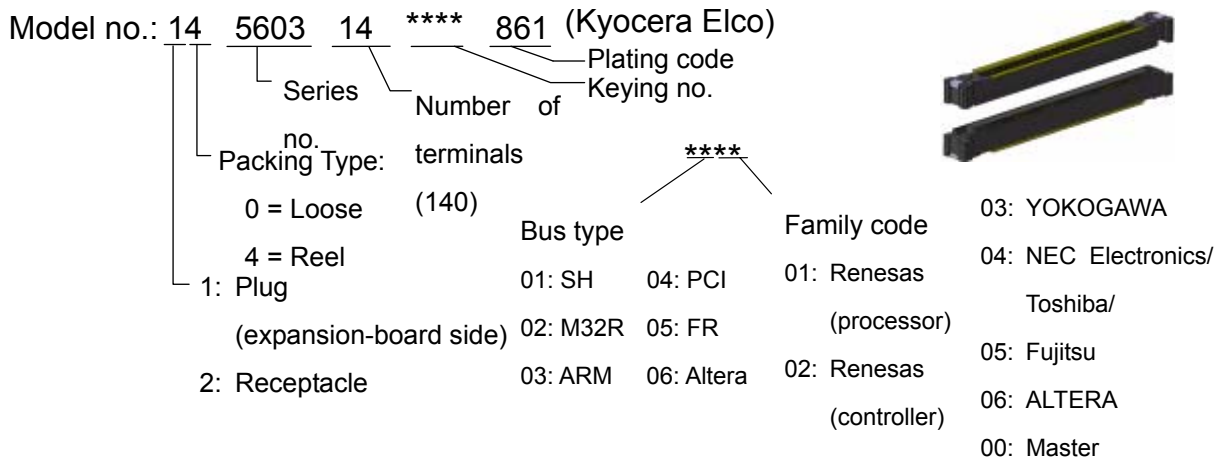 Model no.: 14 5603 14 **** 861 (Kyocera Elco)
Plating code
Keying no.
Series
no.
Number of
terminals
(140)
Packing Type:
0 = Loose
4 = Reel
1: Plug
(expansion-board side)
2: Receptacle
****
Bus type
01: SH
02: M32R
03: ARM
04: PCI
05: FR
06: Altera
Family code
01: Renesas
(processor)
02: Renesas
(controller)
03: YOKOGAWA
04: NEC Electronics/
Toshiba/
05: Fujitsu
06: ALTERA
00: Master